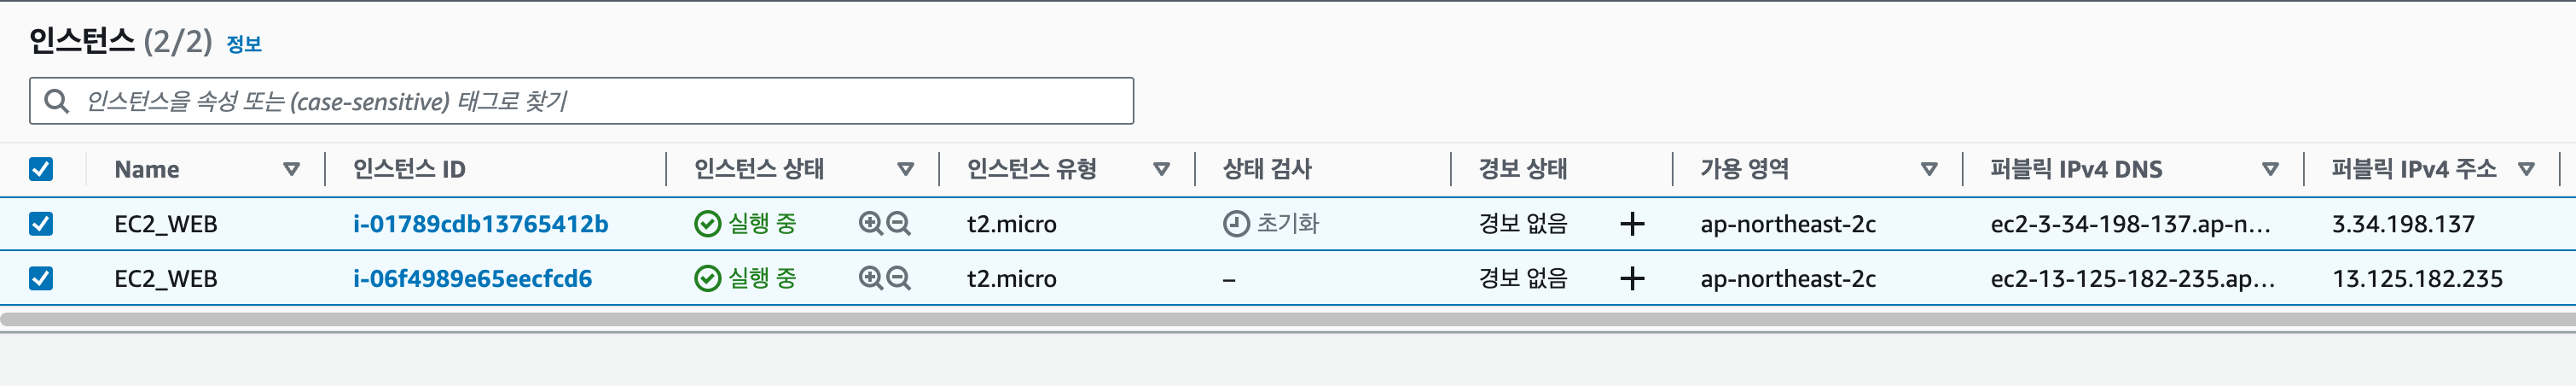 인스턴스 (2/2) 정보
인스턴스을 속성 또는 (case-sensitive) 태그로 찾기
Name 인스턴스 ID 인스턴스 상태 인스턴스 유형 상태 검사 경보 상태 가용 영역 퍼블릭 IPv4 DNS 퍼블릭 IPv4 주소
EC2_WEB i-01789cdb13765412b 실행 중 t2.micro 초기화 경보 없음 + ap-northeast-2c ec2-3-34-198-137.ap-n... 3.34.198.137
EC2_WEB i-06f4989e65eecfcd6 실행 중 t2.micro – 경보 없음 + ap-northeast-2c ec2-13-125-182-235.ap... 13.125.182.235